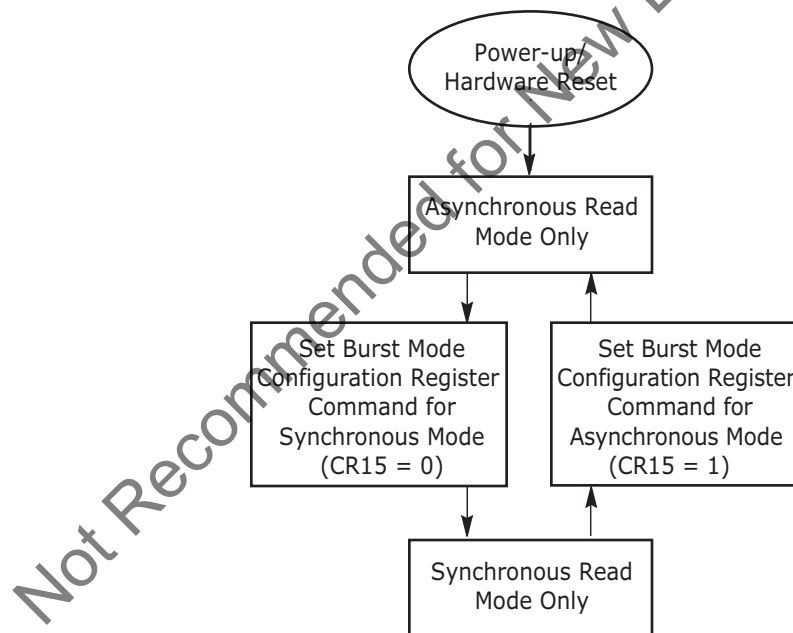 Power-up/
Hardware Reset
Asynchronous Read
Mode Only
Set Burst Mode
Configuration Register
Command for
Synchronous Mode
(CR15 = 0)
Set Burst Mode
Configuration Register
Command for
Asynchronous Mode
(CR15 = 1)
Synchronous Read
Mode Only
Not Recommended for New